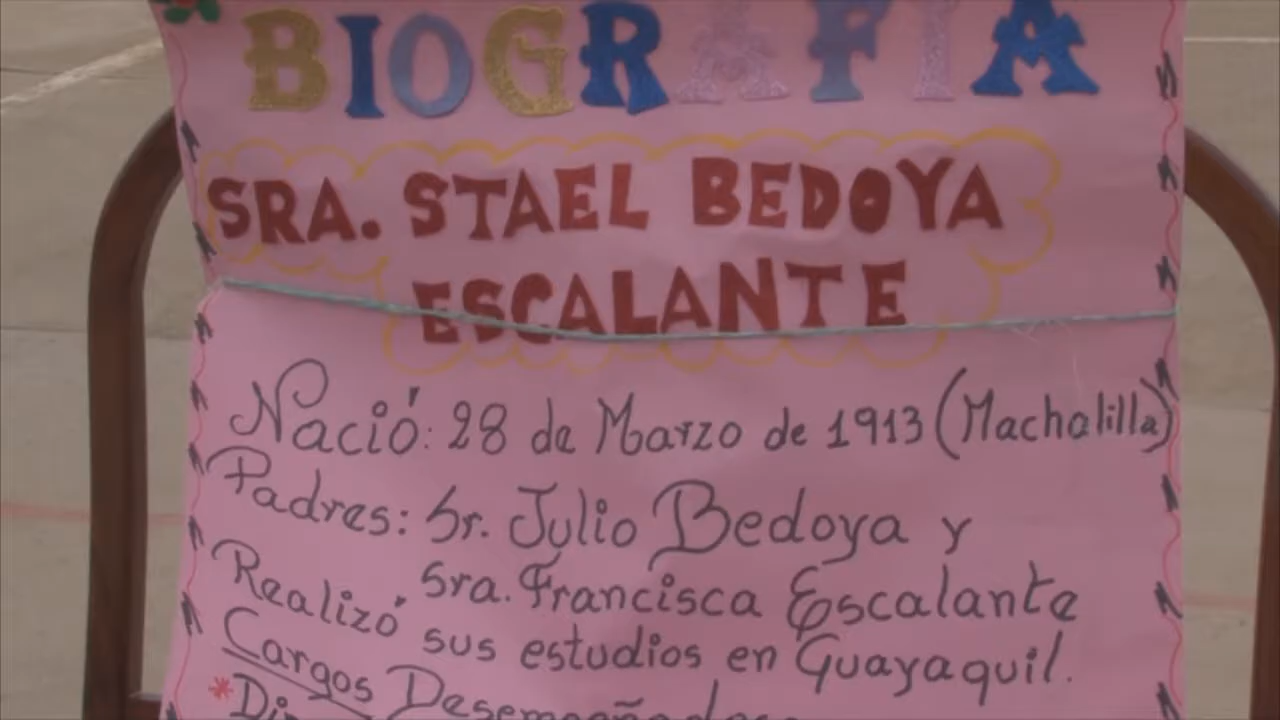 BIOGRAFIA
SRA. STAEL BEDOYA
ESCALANTE
Nació: 28 de Marzo de 1913 (Machalilla)
Padres: Sr. Julio Bedoya y
Sra. Francisca Escalante
Realizó sus estudios en Guayaquil.
Cargos Desempeñados